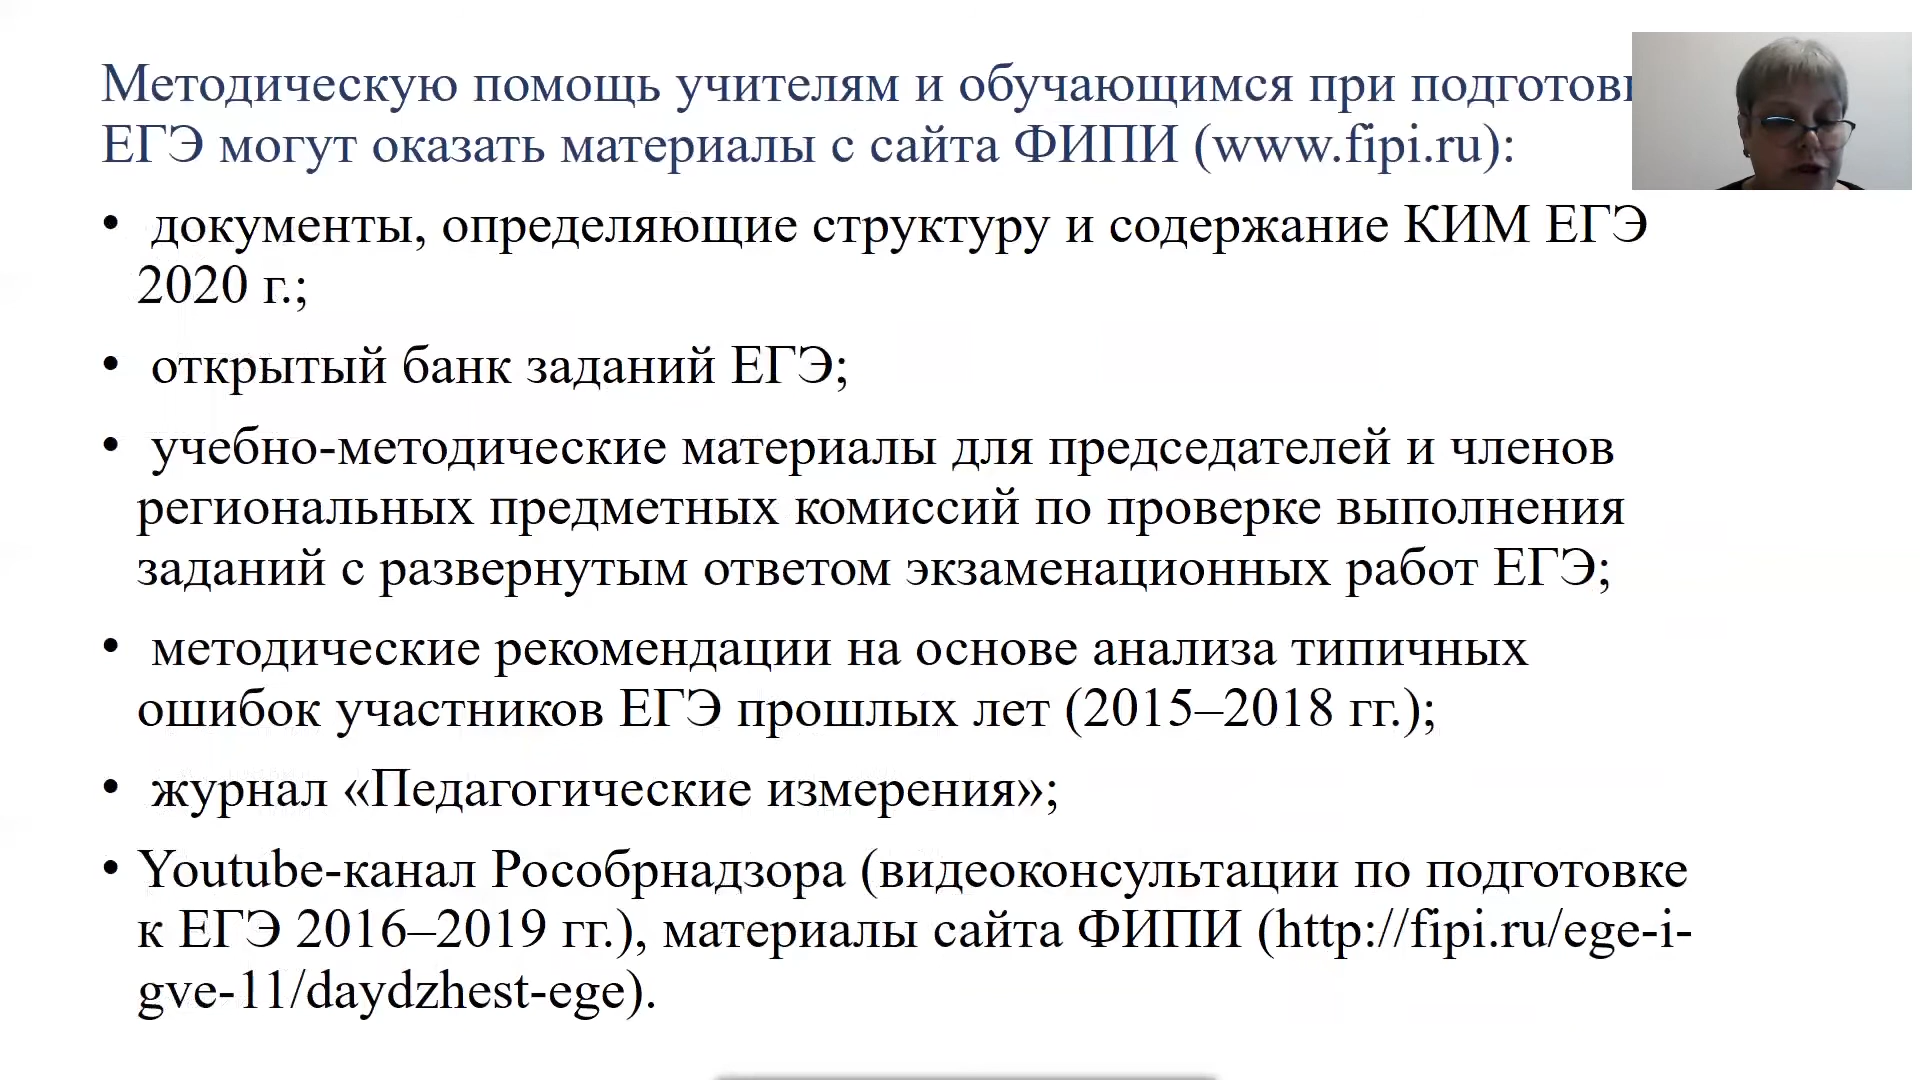 Методическую помощь учителям и обучающимся при
ЕГЭ могут оказать материалы с сайта ФИПИ (www.fipi.ru):
• документы, определяющие структуру и содержание КИМ ЕГЭ
2020 г.;
• открытый банк заданий ЕГЭ;
• учебно-методические материалы для председателей и членов
региональных предметных комиссий по проверке выполнения
заданий с развернутым ответом экзаменационных работ ЕГЭ;
• методические рекомендации на основе анализа типичных
ошибок участников ЕГЭ прошлых лет (2015–2018 гг.);
• журнал «Педагогические измерения»;
• Youtube-канал Рособрнадзора (видеоконсультации по подготовке
к ЕГЭ 2016–2019 гг.), материалы сайта ФИПИ (http://fipi.ru/ege-i-
gve-11/daydzhest-ege).